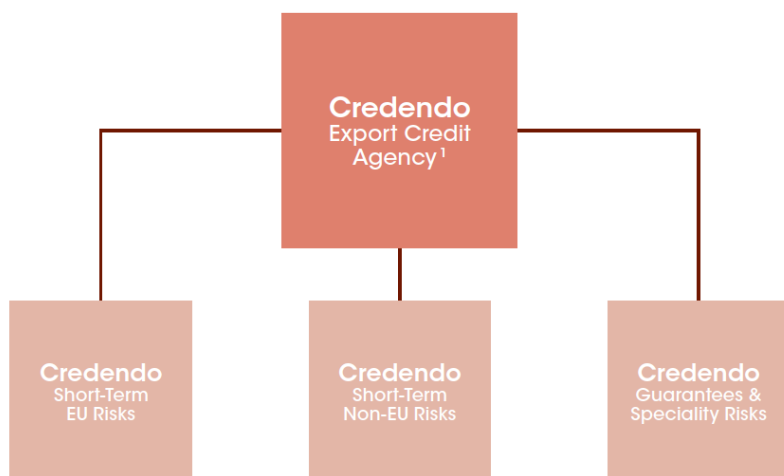 Credendo
Export Credit
Agency¹
Credendo
Short-Term
EU Risks
Credendo
Short-Term
Non-EU Risks
Credendo
Guarantees &
Speciality Risks